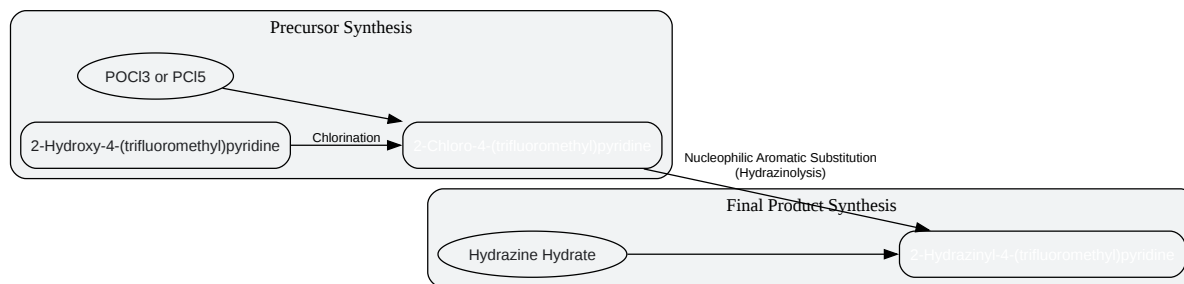 Precursor Synthesis
POCl3 or PCl5
2-Hydroxy-4-(trifluoromethyl)pyridine
Chlorination
2-Chloro-4-(trifluoromethyl)pyridine
Nucleophilic Aromatic Substitution
(Hydrazinolysis)
Final Product Synthesis
Hydrazine Hydrate
2-Hydrazinyl-4-(trifluoromethyl)pyridine